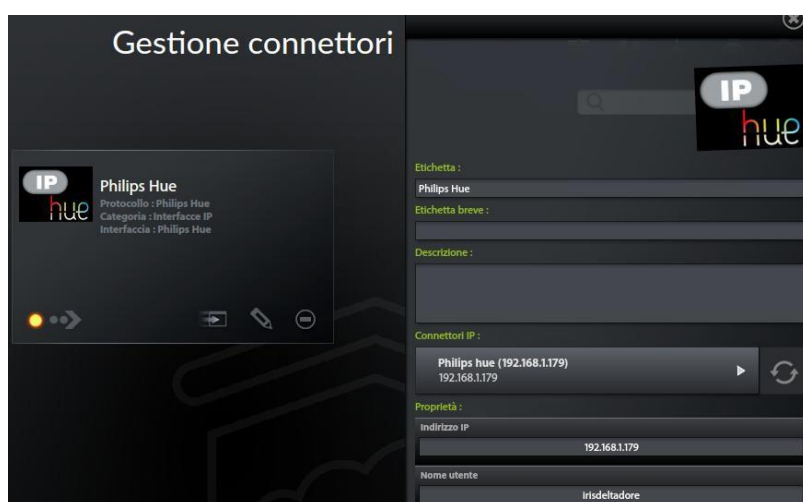 Gestione connettori
IP
hue
Philips Hue
Protocollo : Philips Hue
Categoria : Interfacce IP
Interfaccia : Philips Hue
IP
hue
Etichetta :
Philips Hue
Etichetta breve :
Descrizione :
Connettori IP :
Philips hue (192.168.1.179)
192.168.1.179
Proprietà :
Indirizzo IP
192.168.1.179
Nome utente
irisdeltadore